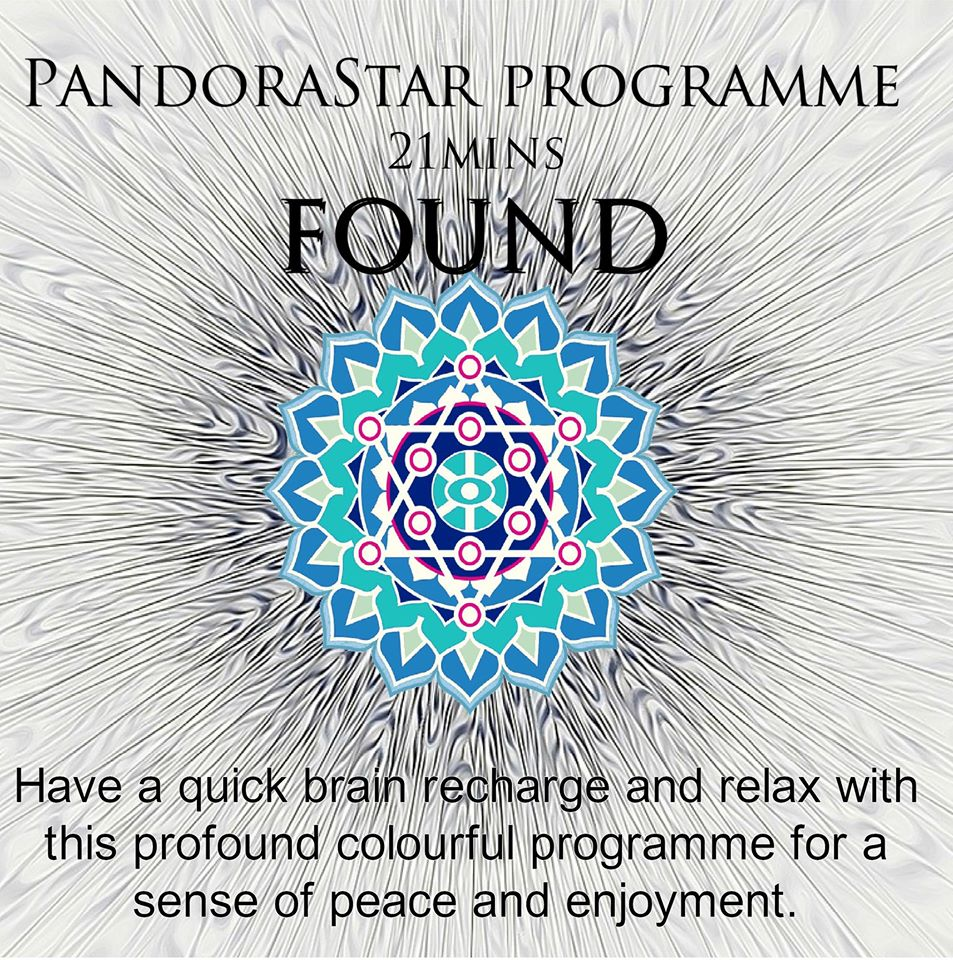 PandoraStar programme
21mins
FOUND
Have a quick brain recharge and relax with
this profound colourful programme for a
sense of peace and enjoyment.